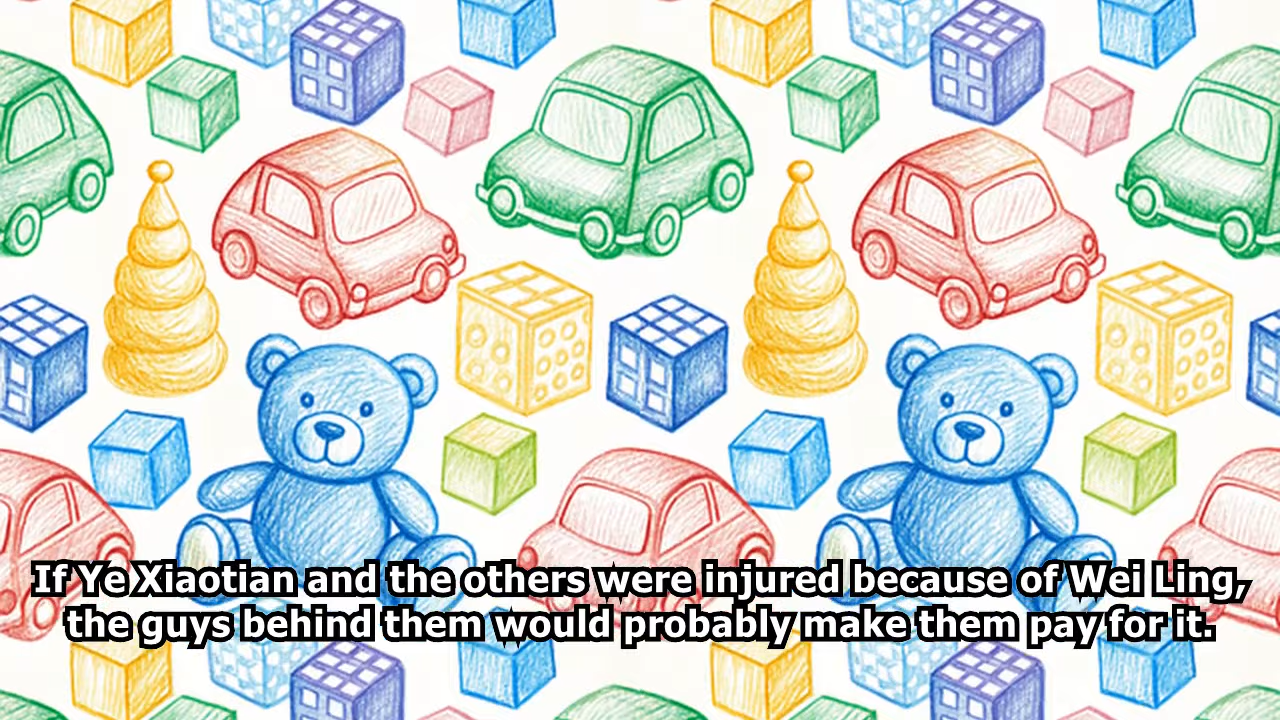 If Ye Xiaotian and the others were injured because of Wei Ling,
the guys behind them would probably make them pay for it.